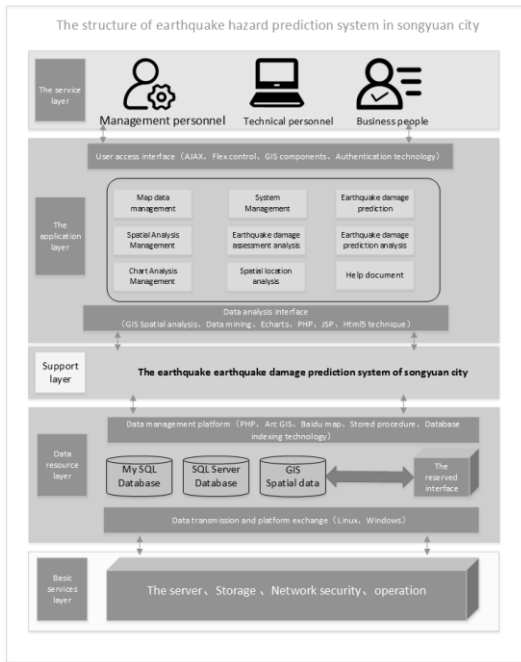 The structure of earthquake hazard prediction system in songyuan city
The service
layer
Management personnel
Technical personnel
Business people
User access interface（AJAX、Flex control、GIS components、Authentication technology）
The
application
layer
Map data
management
System
Management
Earthquake damage
prediction
Spatial Analysis
Management
Earthquake damage
assessment analysis
Earthquake damage
prediction analysis
Chart Analysis
Management
Spatial location
analysis
Help document
Data analysis interface
（GIS Spatial analysis、Data mining、Echarts、PHP、JSP、Html5 technique）
Support
layer
The earthquake earthquake damage prediction system of songyuan city
Data
resource
layer
Data management platform（PHP、Arc GIS、Baidu map、Stored procedure、Database
indexing technology）
My SQL
Database
SQL Server
Database
GIS
Spatial data
The
reserved
interface
Data transmission and platform exchange（Linux、Windows）
Basic
services
layer
The server、Storage 、Network security、operation